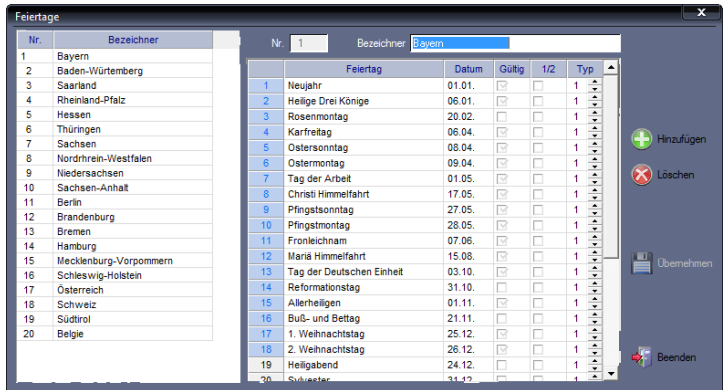 Feiertage
Nr. Bezeichner
1 Bayern
2 Baden-Würtemberg
3 Saarland
4 Rheinland-Pfalz
5 Hessen
6 Thüringen
7 Sachsen
8 Nordrhrein-Westfalen
9 Niedersachsen
10 Sachsen-Anhalt
11 Berlin
12 Brandenburg
13 Bremen
14 Hamburg
15 Mecklenburg-Vorpommern
16 Schleswig-Holstein
17 Österreich
18 Schweiz
19 Südtirol
20 Belgie
Nr. 1 Bezeichner Bayern
Feiertag Datum Gültig 1/2 Typ
1 Neujahr 01.01. 1
2 Heilige Drei Könige 06.01. 1
3 Rosenmontag 20.02. 1
4 Karfreitag 06.04. 1
5 Ostersonntag 08.04. 1
6 Ostermontag 09.04. 1
7 Tag der Arbeit 01.05. 1
8 Christi Himmelfahrt 17.05. 1
9 Pfingstsonntag 27.05. 1
10 Pfingstmontag 28.05. 1
11 Fronleichnam 07.06. 1
12 Mariä Himmelfahrt 15.08. 1
13 Tag der Deutschen Einheit 03.10. 1
14 Reformationstag 31.10. 1
15 Allerheiligen 01.11. 1
16 Buß- und Bettag 21.11. 1
17 1. Weihnachtstag 25.12. 1
18 2. Weihnachtstag 26.12. 1
19 Heiligabend 24.12. 1
20 Sylvester 31.12. 1
Hinzufügen
Löschen
Übernehmen
Beenden